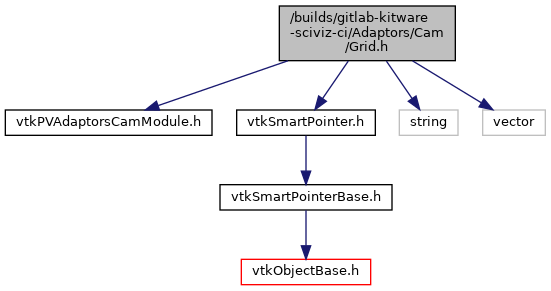 /builds/gitlab-kitware
-sciviz-ci/Adaptors/Cam
/Grid.h
vtkPVAdaptorsCamModule.h
vtkSmartPointer.h
string
vector
vtkSmartPointerBase.h
vtkObjectBase.h